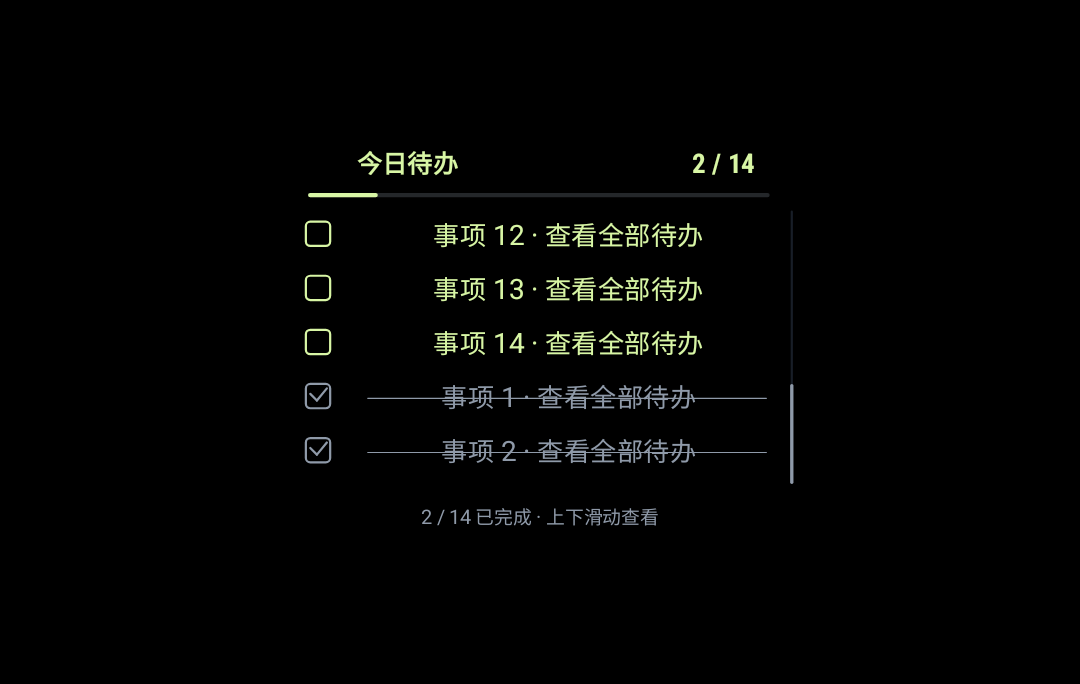 今日待办 2 / 14
事项 12 · 查看全部待办
事项 13 · 查看全部待办
事项 14 · 查看全部待办
事项 1 · 查看全部待办
事项 2 · 查看全部待办
2 / 14 已完成 · 上下滑动查看